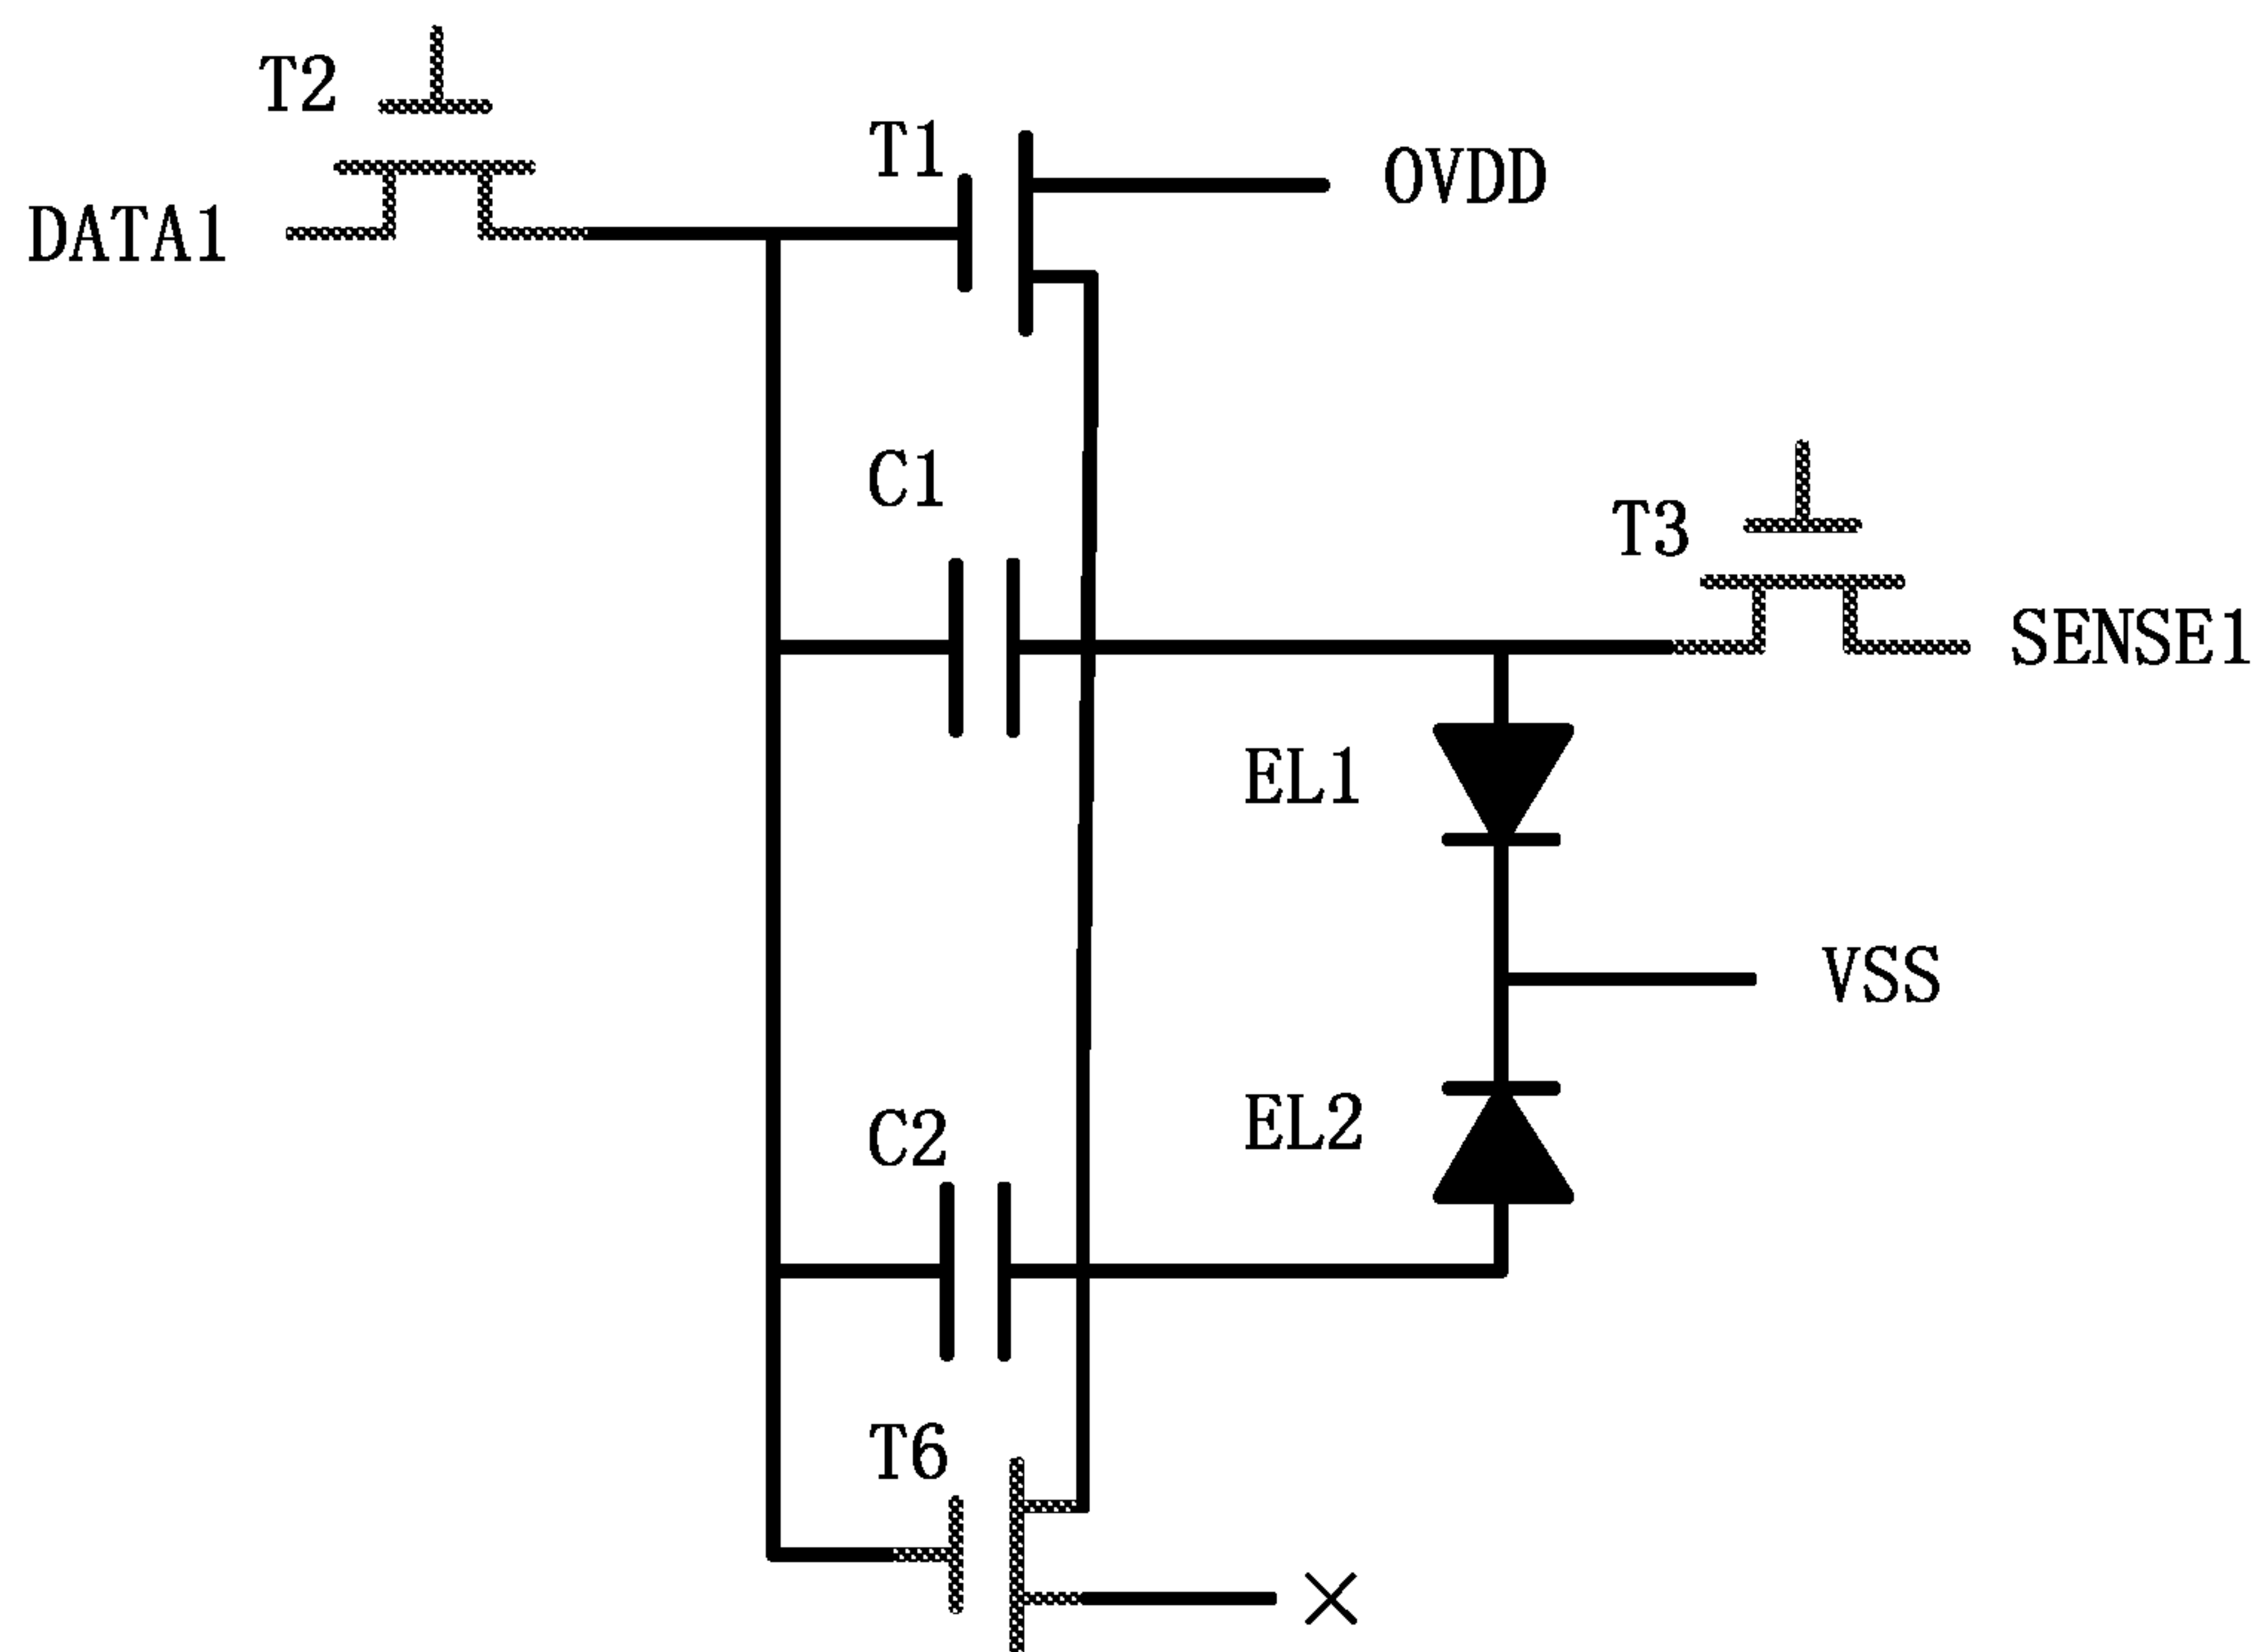 T2
T1
OVDD
DATA1
C1
T3
SENSE1
EL1
VSS
EL2
C2
T6
×